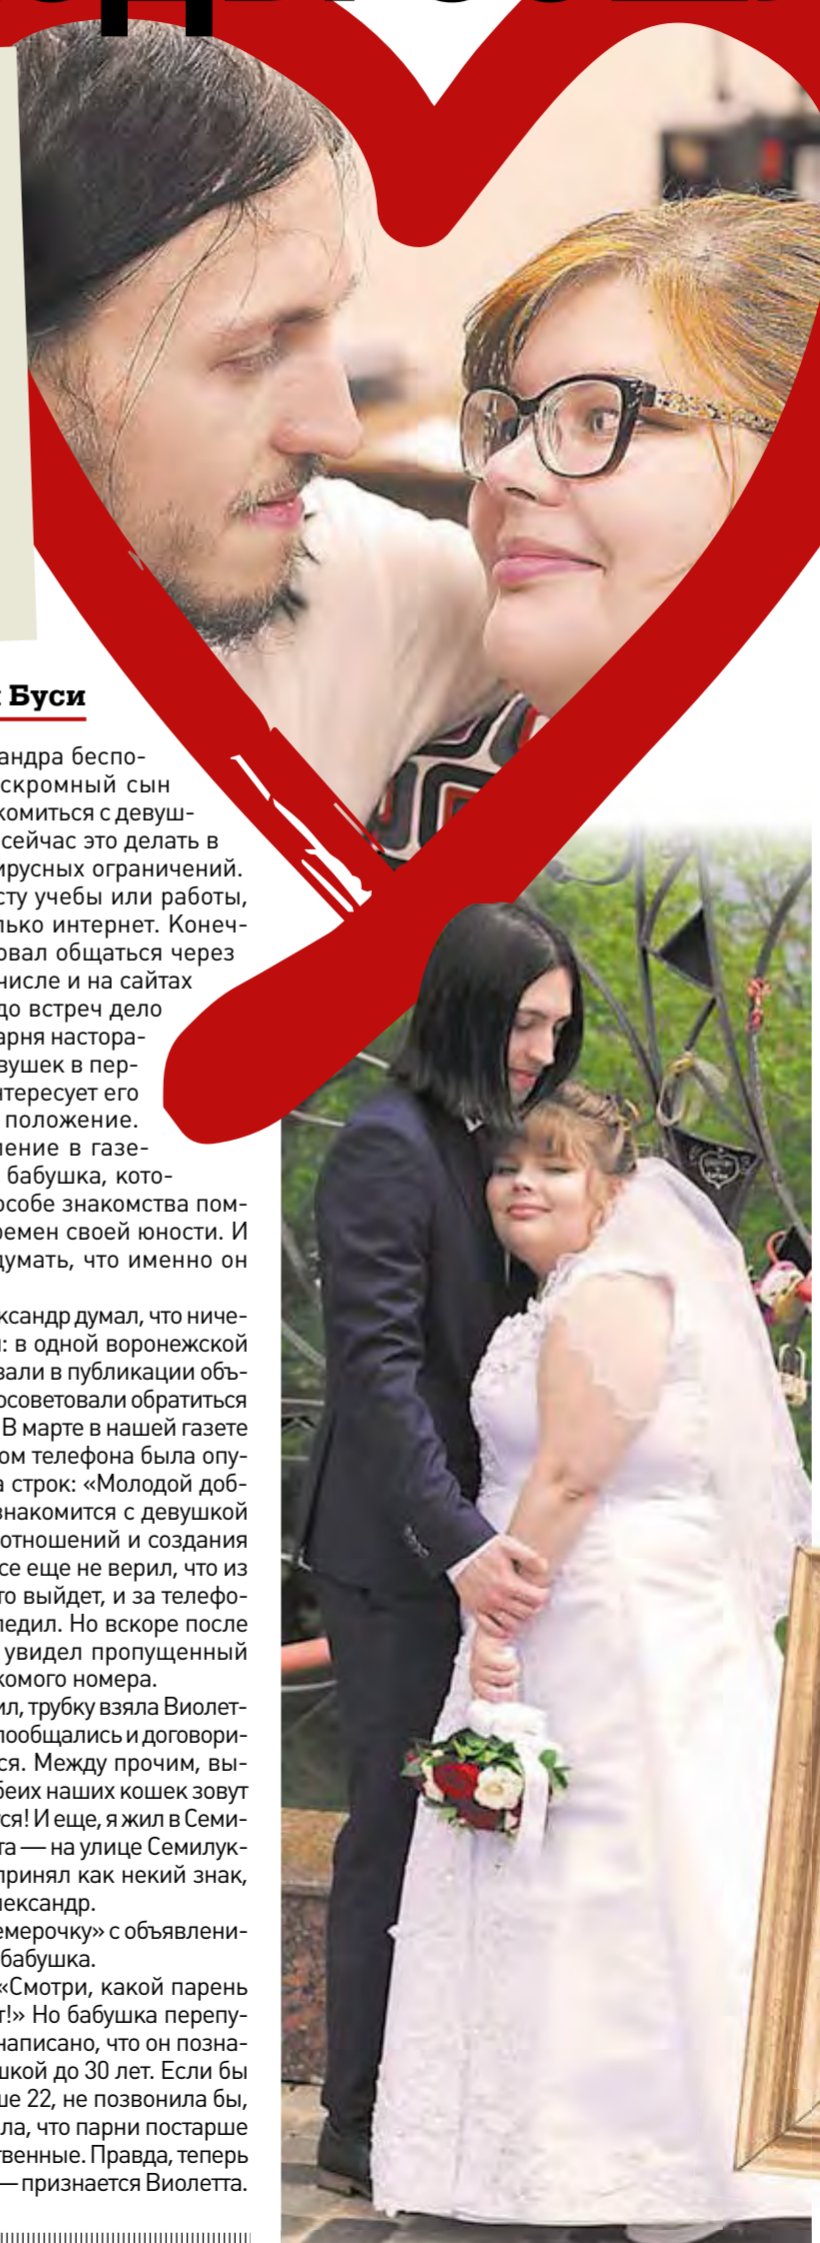 Буси
андра беспо-
скромный сын
комиться с девуш-
сейчас это делать в
ирусных ограничений.
сту учебы или работы,
лько интернет. Конеч-
овал общаться через
числе и на сайтах
до встреч дело
арня настора-
вушек в пер-
нтересует его
положение.
ление в газе-
бабушка, кото-
особе знакомства пом-
ремен своей юности. И
думать, что именно он
ксандр думал, что ниче-
: в одной воронежской
вали в публикации объ-
осоветовали обратиться
В марте в нашей газете
ом телефона была опу-
а строк: «Молодой доб-
знакомится с девушкой
отношений и создания
се еще не верил, что из
то выйдет, и за телефо-
ледил. Но вскоре после
увидел пропущенный
комого номера.
ил, трубку взяла Виолет-
пообщались и договори-
ся. Между прочим, вы-
беих наших кошек зовут
ся! И еще, я жил в Семи-
та — на улице Семилук-
принял как некий знак,
лександр.
емерочку» с объявлени-
бабушка.
«Смотри, какой парень
т!» Но бабушка перепу-
написано, что он позна-
шкой до 30 лет. Если бы
ше 22, не позвонила бы,
ла, что парни постарше
твенные. Правда, теперь
— признается Виолетта.